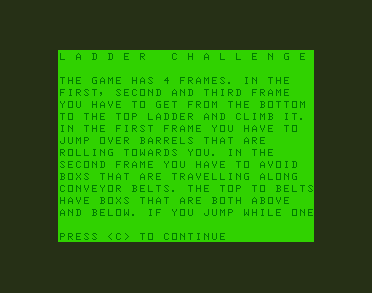 LADDER CHALLENGE
THE GAME HAS 4 FRAMES. IN THE
FIRST, SECOND AND THIRD FRAME
YOU HAVE TO GET FROM THE BOTTOM
TO THE TOP LADDER AND CLIMB IT.
IN THE FIRST FRAME YOU HAVE TO
JUMP OVER BARRELS THAT ARE
ROLLING TOWARDS YOU. IN THE
SECOND FRAME YOU HAVE TO AVOID
BOXS THAT ARE TRAVELLING ALONG
CONVEYOR BELTS. THE TOP TO BELTS
HAVE BOXS THAT ARE BOTH ABOVE
AND BELOW. IF YOU JUMP WHILE ONE
PRESS <C> TO CONTINUE